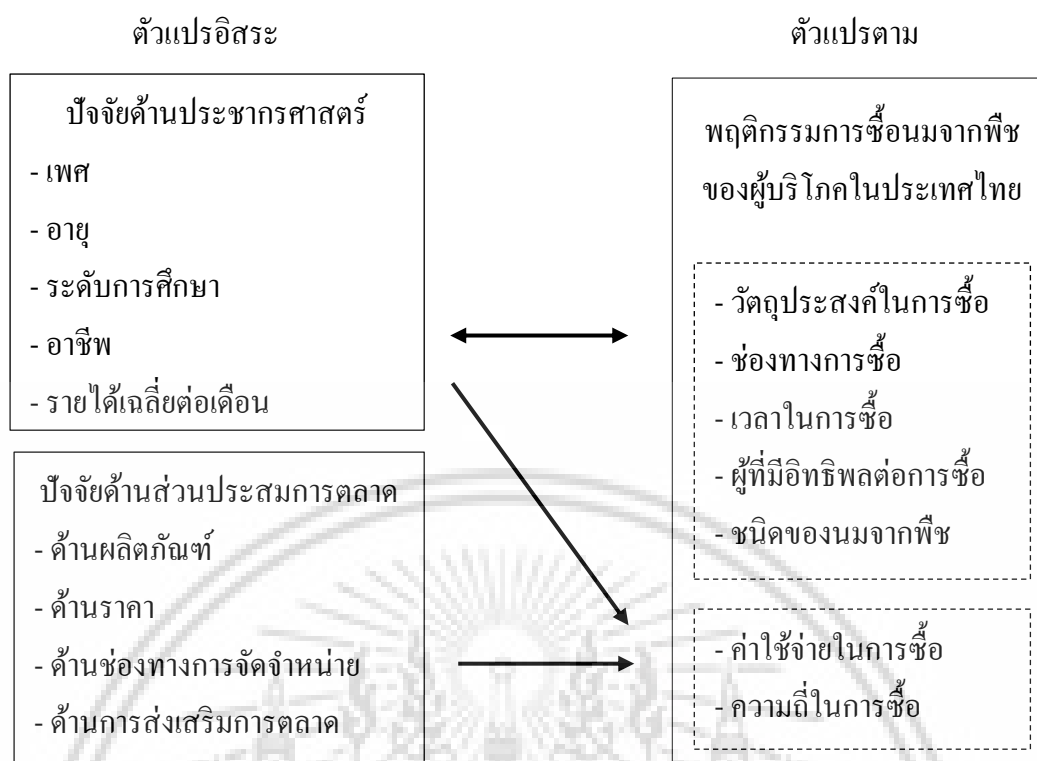 ตัวแปรอิสระ
ปัจจัยด้านประชากรศาสตร์
- เพศ
- อายุ
- ระดับการศึกษา
- อาชีพ
- รายได้เฉลี่ยต่อเดือน
ปัจจัยด้านส่วนประสมการตลาด
- ด้านผลิตภัณฑ์
- ด้านราคา
- ด้านช่องทางการจัดจำหน่าย
- ด้านการส่งเสริมการตลาด
ตัวแปรตาม
พฤติกรรมการซื้อนมจากพืช
ของผู้บริโภคในประเทศไทย
- วัตถุประสงค์ในการซื้อ
- ช่องทางการซื้อ
- เวลาในการซื้อ
- ผู้ที่มีอิทธิพลต่อการซื้อ
- ชนิดของนมจากพืช
- ค่าใช้จ่ายในการซื้อ
- ความถี่ในการซื้อ